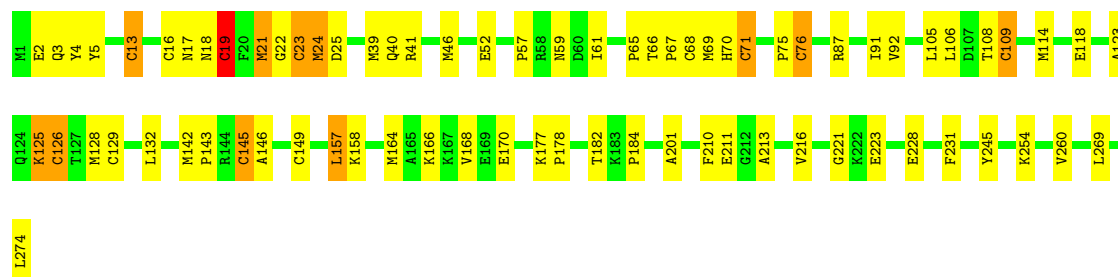 M1 E2 Q3 Y4 Y5 C13 C16 N17 N18 C19 F20 M21 G22 C23 M24 D25 M39 Q40 R41 M46 E52 P57 R58 N59 D60 I61 P65 T66 P67 C68 M69 H70 C71 P75 C76 R87 I91 V92 L105 L106 D107 T108 C109 M114 E118 A123
Q124 K125 C126 T127 M128 C129 L132 M142 P143 R144 C145 A146 C149 L157 K158 M164 A165 K166 K167 V168 E169 E170 K177 P178 T182 K183 P184 A201 F210 E211 G212 A213 V216 G221 K222 E223 E228 F231 Y245 K254 V260 L269
L274